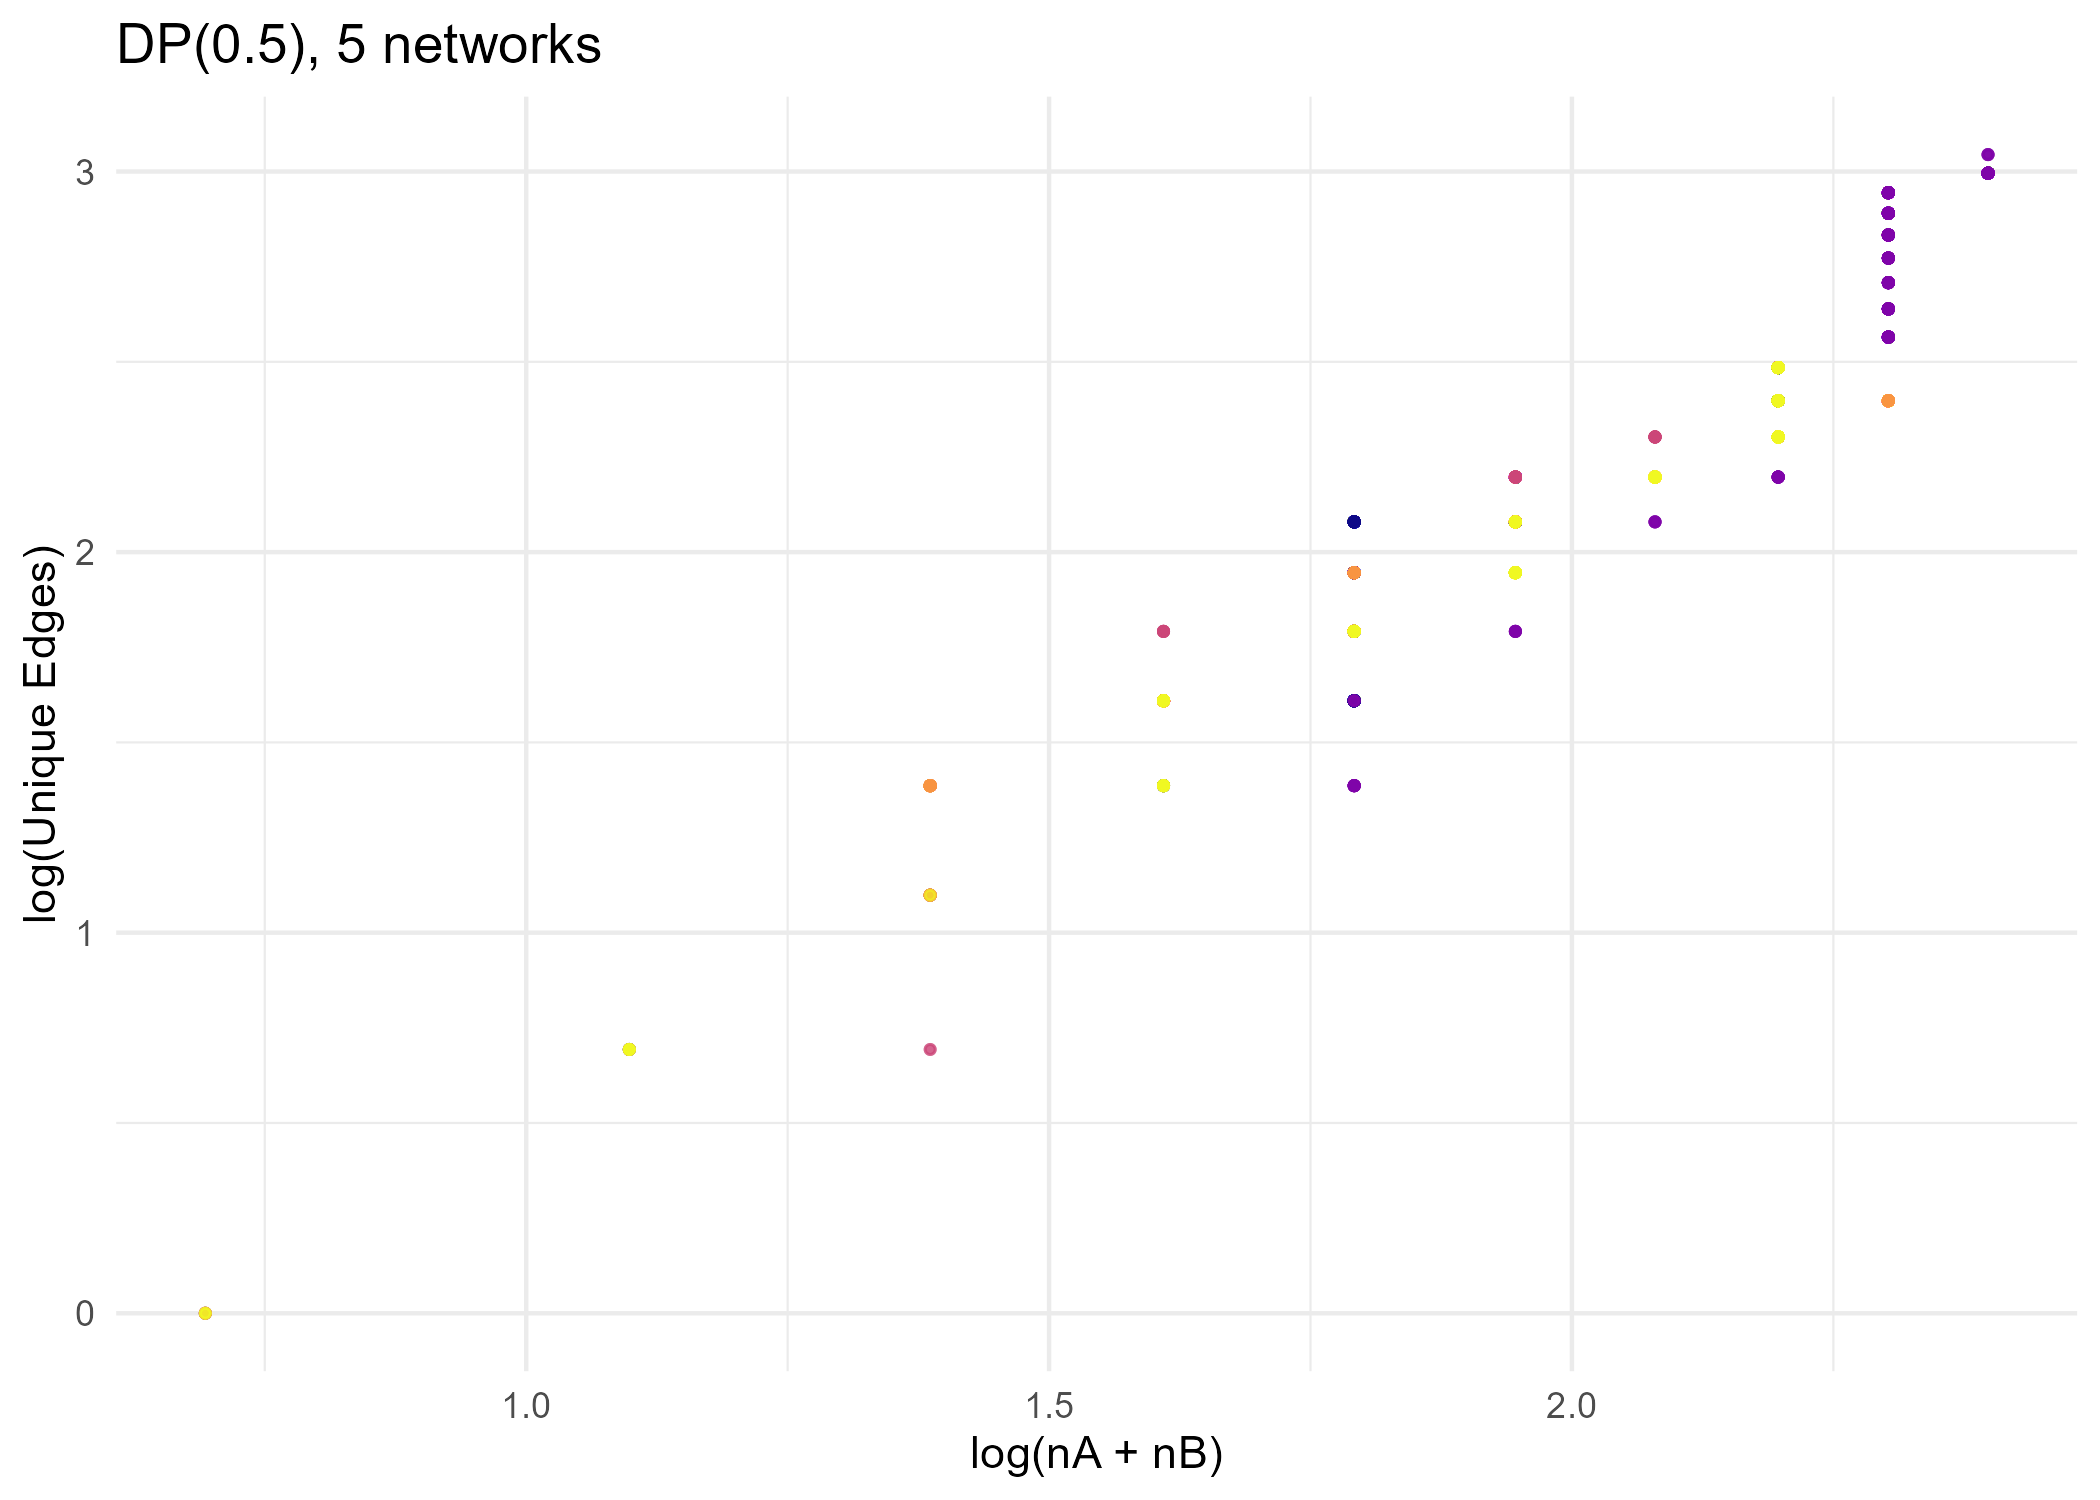 DP(0.5), 5 networks
3
2
1
0
log(Unique Edges)
1.0
1.5
2.0
log(nA + nB)